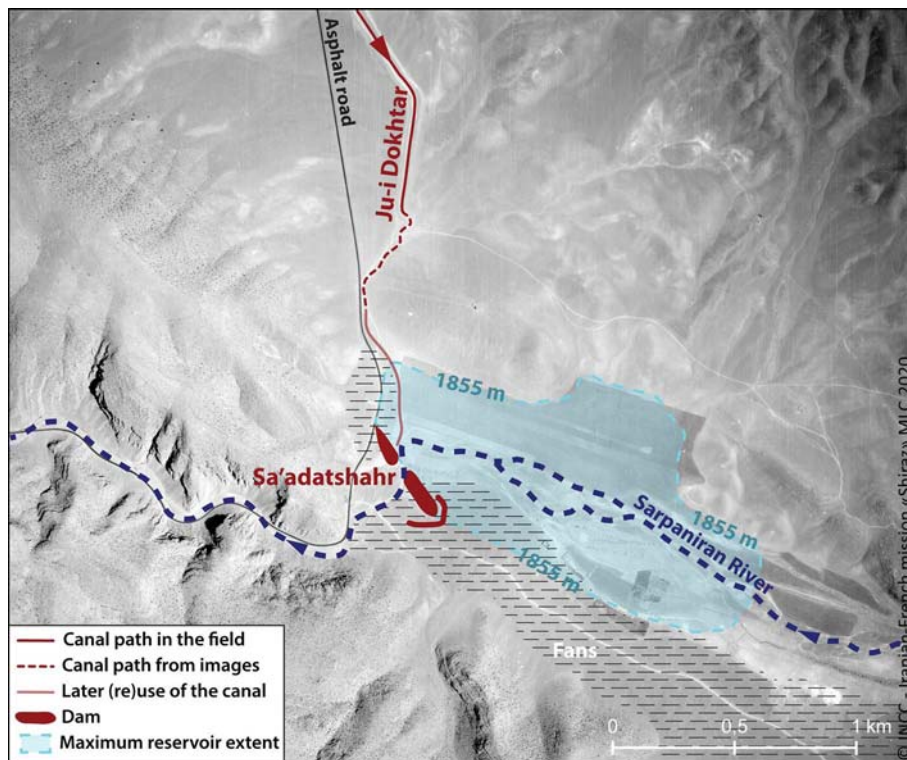 Asphalt road
Ju-i Dokhtar
1855 m
Sa'adatshahr
1855 m
Sarpaniran River
1855 m
Fans
Canal path in the field
Canal path from images
Later (re)use of the canal
Dam
Maximum reservoir extent
0 0.5 1 km
© INCC - Iranian-French mission «Shiraz» MLC 2020